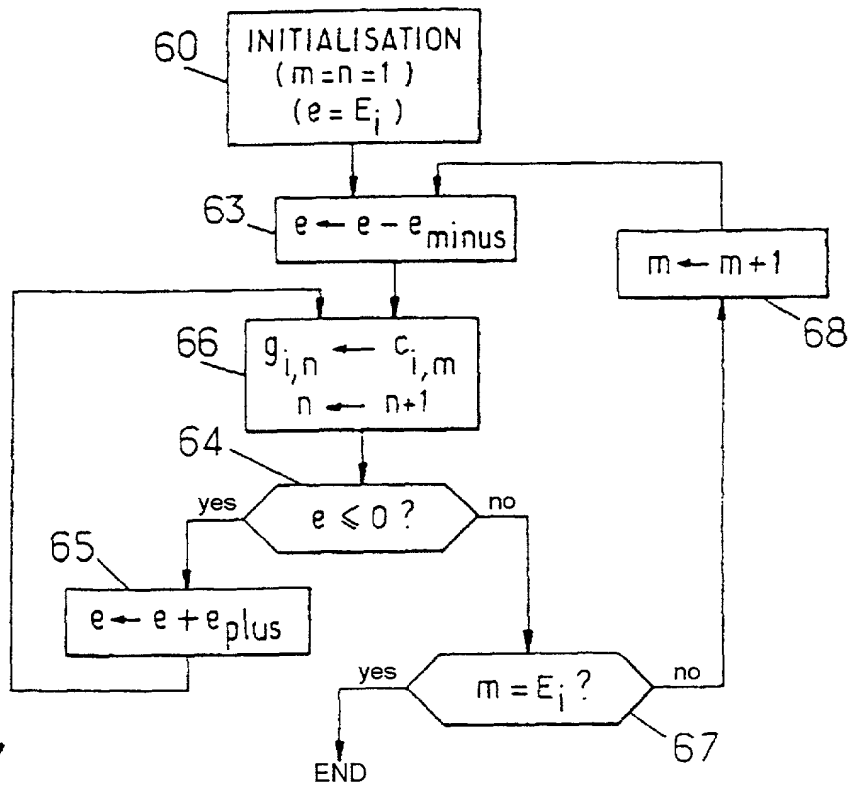 60
INITIALISATION
(m=n=1)
(e=E_i)
63
e ← e − e_minus
m ← m+1
68
66
g_i,n ← c_i,m
n ← n+1
64
yes
e ⩽ 0 ?
no
65
e ← e + e_plus
yes
m = E_i ?
no
67
END